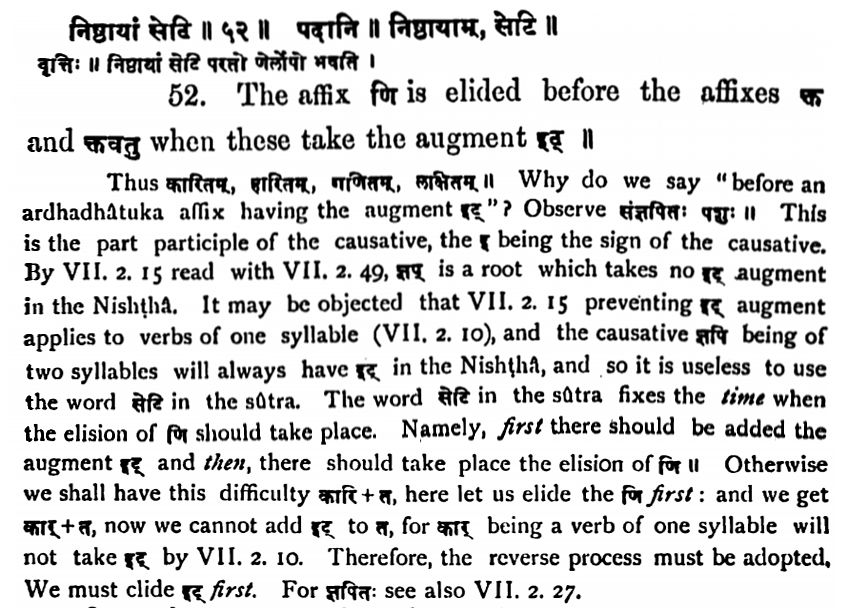 निष्ठायां सेटि ॥ ५२ ॥ पदानि ॥ निष्ठायाम्, सेटि ॥
वृत्तिः ॥ निष्ठायां सेटि परतो णेर्लोपो भवति ।
52. The affix णि is elided before the affixes क्त
and क्तवतु when these take the augment इट् ॥
Thus कारितम्, हारितम्, गणितम्, लक्षितम् ॥ Why do we say "before an
ardhadhâtuka affix having the augment इट्"? Observe संज्ञपितः पशुः ॥ This
is the part participle of the causative, the इ being the sign of the causative.
By VII. 2. 15 read with VII. 2. 49, ज्ञप् is a root which takes no इट् augment
in the Nishṭhâ. It may be objected that VII. 2. 15 preventing इट् augment
applies to verbs of one syllable (VII. 2. 10), and the causative ज्ञपि being of
two syllables will always have इट् in the Nishṭhâ, and so it is useless to use
the word सेटि in the sûtra. The word सेटि in the sûtra fixes the time when
the elision of णि should take place. Namely, first there should be added the
augment इट् and then, there should take place the elision of णि ॥ Otherwise
we shall have this difficulty कारि + त, here let us elide the णि first: and we get
कार् + त, now we cannot add इट् to त, for कार् being a verb of one syllable will
not take इट् by VII. 2. 10. Therefore, the reverse process must be adopted.
We must elide इट् first. For ज्ञपितः see also VII. 2. 27.